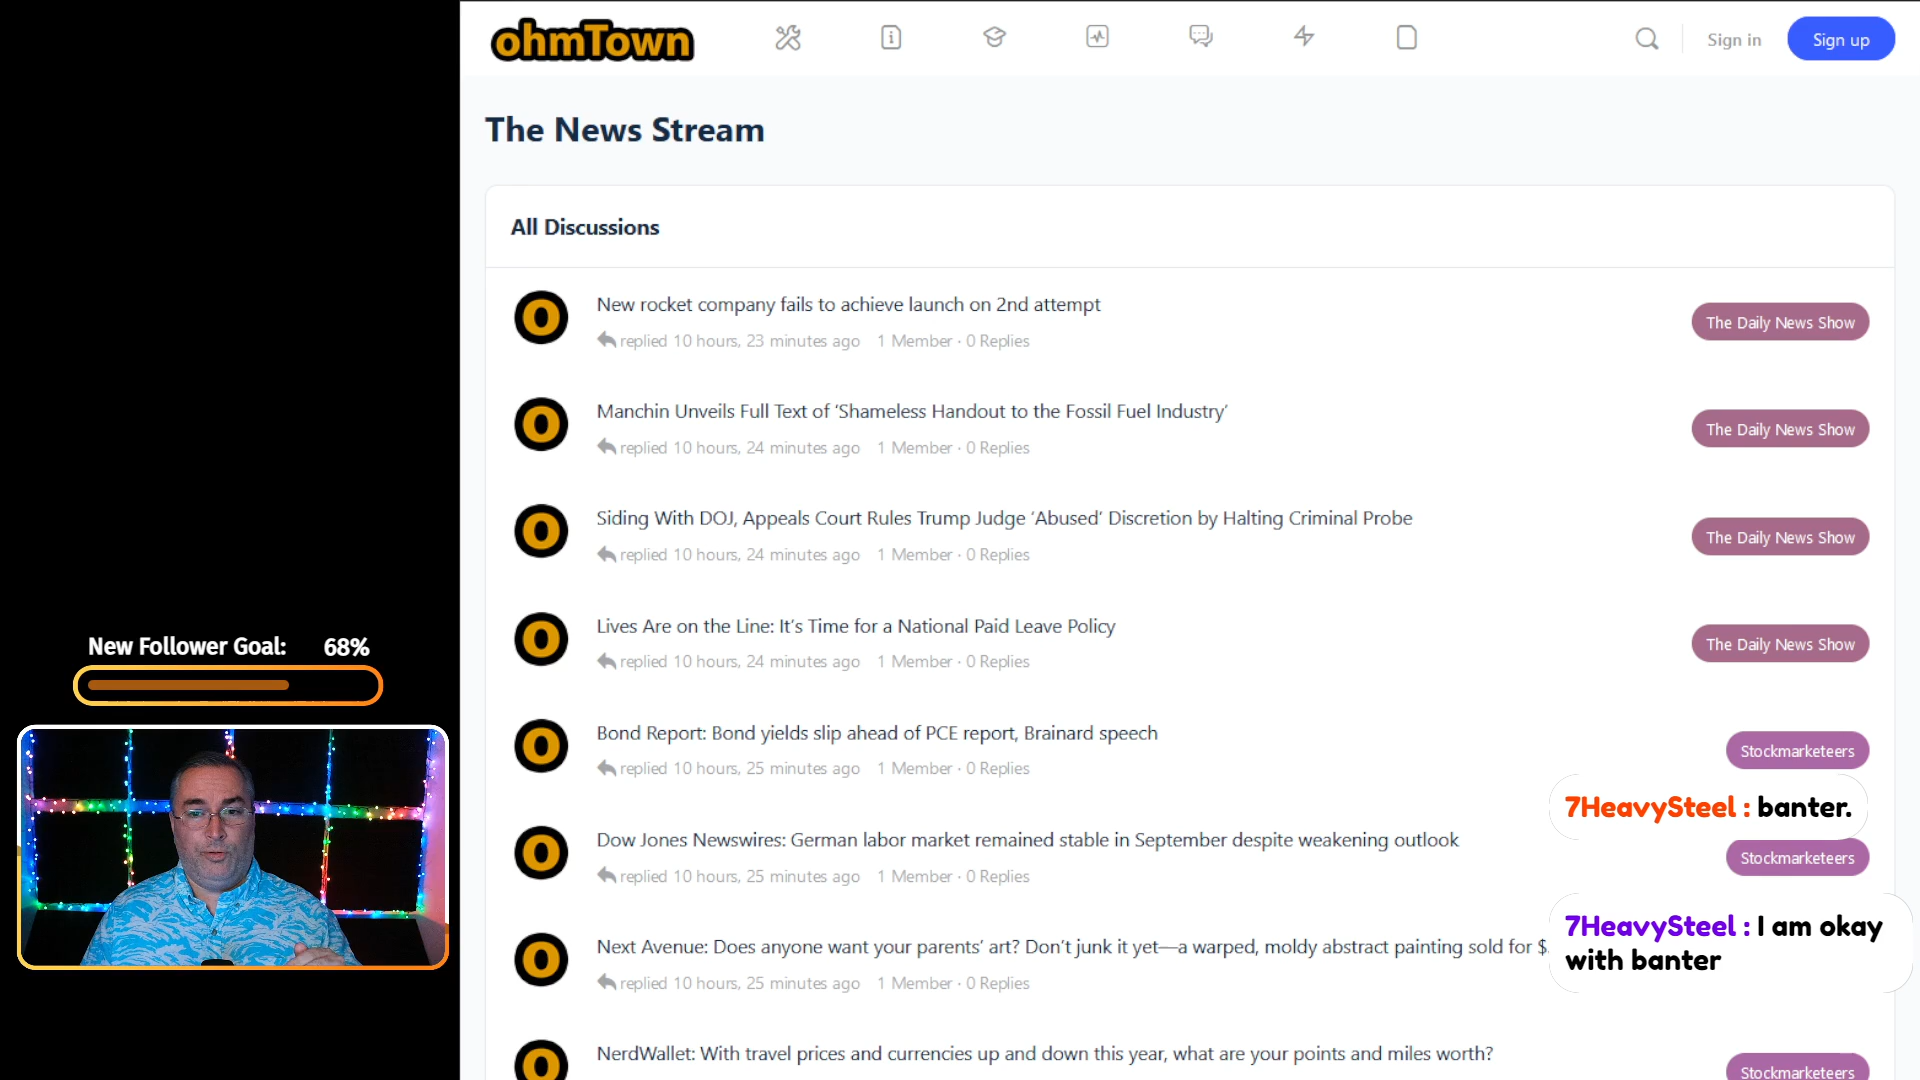 ohmTown
Sign in
Sign up
The News Stream
All Discussions
New rocket company fails to achieve launch on 2nd attempt
replied 10 hours, 23 minutes ago 1 Member · 0 Replies
The Daily News Show
Manchin Unveils Full Text of ‘Shameless Handout to the Fossil Fuel Industry’
replied 10 hours, 24 minutes ago 1 Member · 0 Replies
The Daily News Show
Siding With DOJ, Appeals Court Rules Trump Judge ‘Abused’ Discretion by Halting Criminal Probe
replied 10 hours, 24 minutes ago 1 Member · 0 Replies
The Daily News Show
Lives Are on the Line: It’s Time for a National Paid Leave Policy
replied 10 hours, 24 minutes ago 1 Member · 0 Replies
The Daily News Show
Bond Report: Bond yields slip ahead of PCE report, Brainard speech
replied 10 hours, 25 minutes ago 1 Member · 0 Replies
Stockmarketeers
Dow Jones Newswires: German labor market remained stable in September despite weakening outlook
replied 10 hours, 25 minutes ago 1 Member · 0 Replies
Stockmarketeers
Next Avenue: Does anyone want your parents’ art? Don’t junk it yet—a warped, moldy abstract painting sold for $
replied 10 hours, 25 minutes ago 1 Member · 0 Replies
NerdWallet: With travel prices and currencies up and down this year, what are your points and miles worth?
Stockmarketeers
New Follower Goal: 68%
7HeavySteel : banter.
7HeavySteel : I am okay
with banter